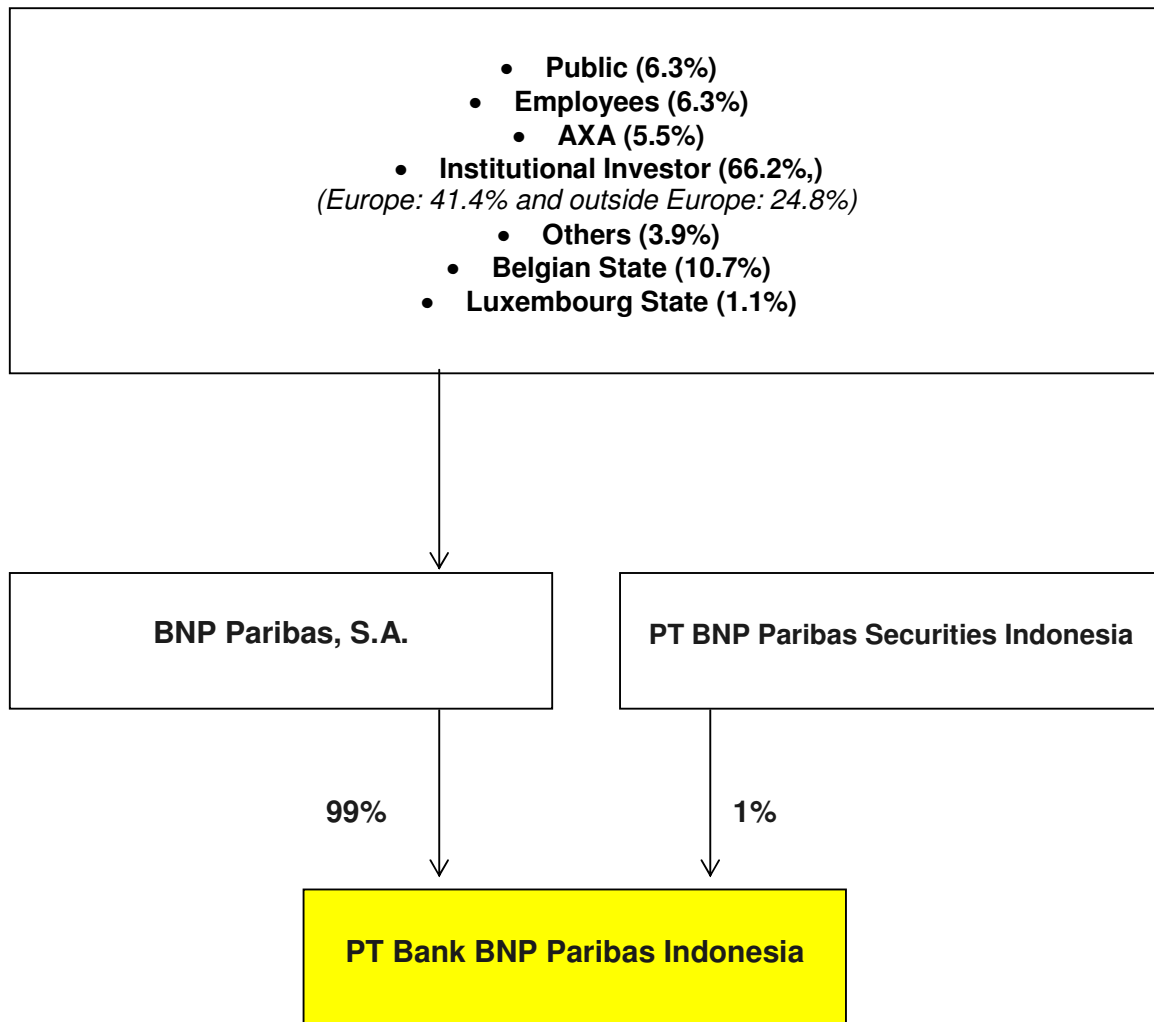 • Public (6.3%)
• Employees (6.3%)
• AXA (5.5%)
• Institutional Investor (66.2%,)
(Europe: 41.4% and outside Europe: 24.8%)
• Others (3.9%)
• Belgian State (10.7%)
• Luxembourg State (1.1%)
BNP Paribas, S.A.
PT BNP Paribas Securities Indonesia
99%
1%
PT Bank BNP Paribas Indonesia